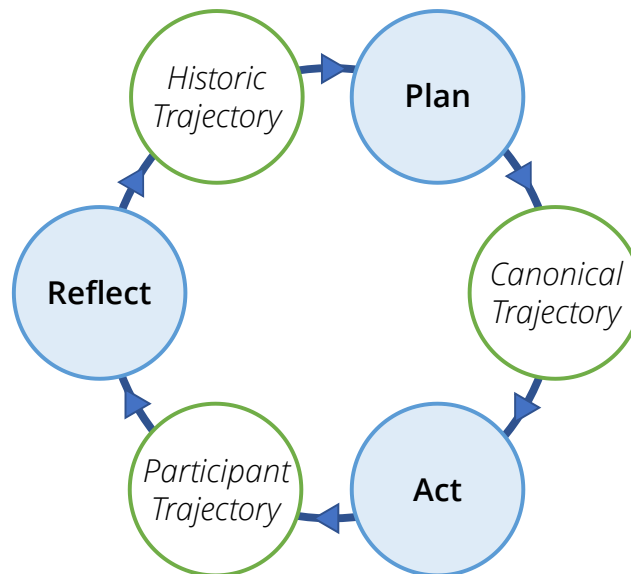 Historic
Trajectory
Plan
Canonical
Trajectory
Act
Participant
Trajectory
Reflect